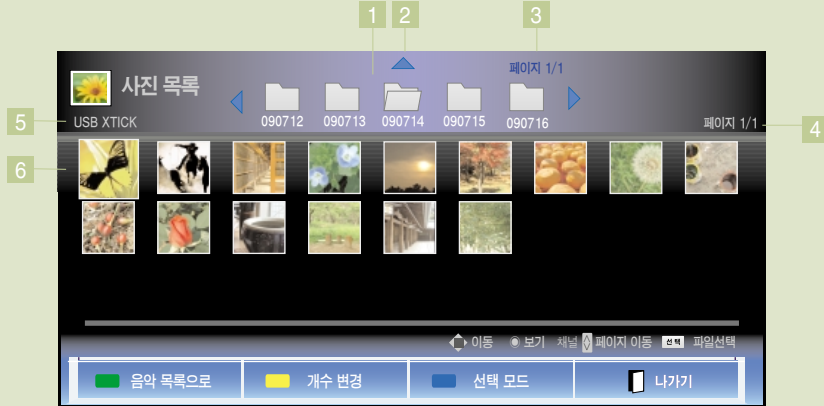 1 2 3
페이지 1/1
사진 목록
USB XTICK
090712 090713 090714 090715 090716
페이지 1/1
5
4
6
이동 보기 채널 페이지 이동 선택 파일선택
음악 목록으로 개수 변경 선택 모드 나가기